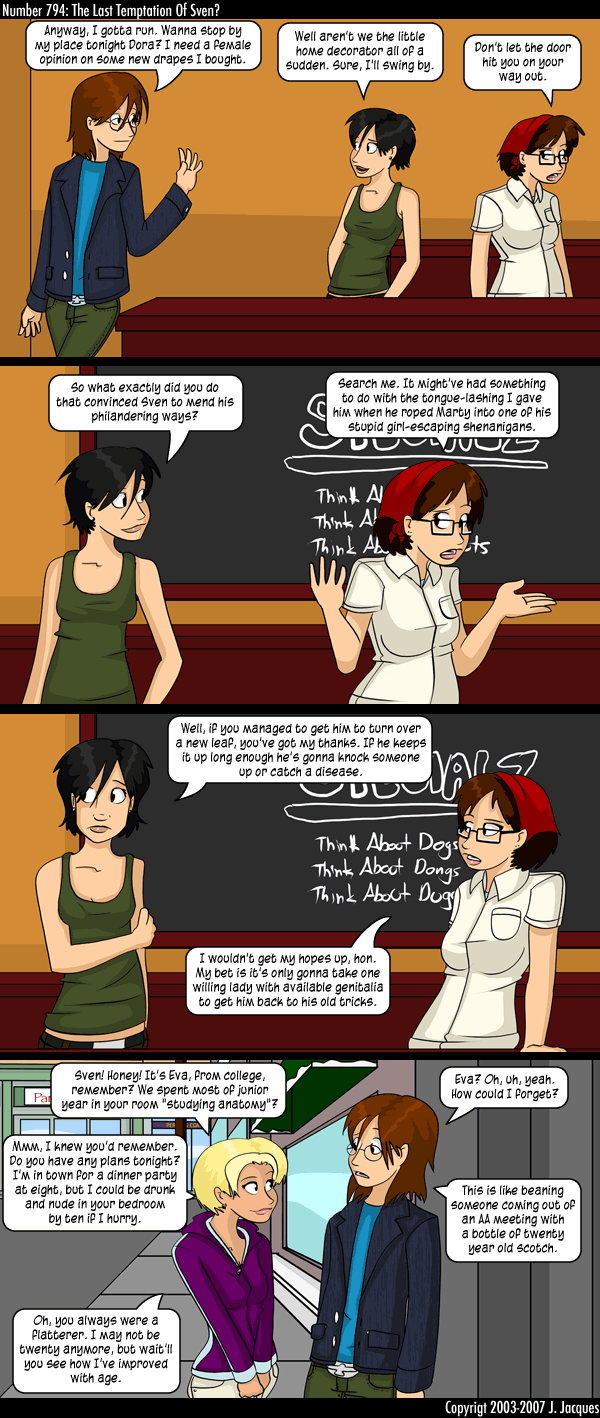 Number 794: The Last Temptation Of Sven?
Anyway, I gotta run. Wanna stop by
my place tonight Dora? I need a female
opinion on some new drapes I bought.
Well aren't we the little
home decorator all of a
sudden. Sure, I'll swing by.
Don't let the door
hit you on your
way out.
So what exactly did you do
that convinced Sven to mend his
philandering ways?
Search me. It might've had something
to do with the tongue-lashing I gave
him when he roped Marty into one of his
stupid girl-escaping shenanigans.
Think Ab
Think A
Think Ab ts
Well, if you managed to get him to turn over
a new leaf, you've got my thanks. If he keeps
it up long enough he's gonna knock someone
up or catch a disease.
Think About Dogs
Think About Dongs
Think About Dugs
I wouldn't get my hopes up, hon.
My bet is it's only gonna take one
willing lady with available genitalia
to get him back to his old tricks.
Sven! Honey! It's Eva, from college,
remember? We spent most of junior
year in your room "studying anatomy"?
Eva? Oh, uh, yeah.
How could I forget?
Mmm, I knew you'd remember.
Do you have any plans tonight?
I'm in town for a dinner party
at eight, but I could be drunk
and nude in your bedroom
by ten if I hurry.
This is like beaning
someone coming out of
an AA meeting with
a bottle of twenty
year old scotch.
Oh, you always were a
flatterer. I may not be
twenty anymore, but wait'll
you see how I've improved
with age.
Copyrigt 2003-2007 J. Jacques